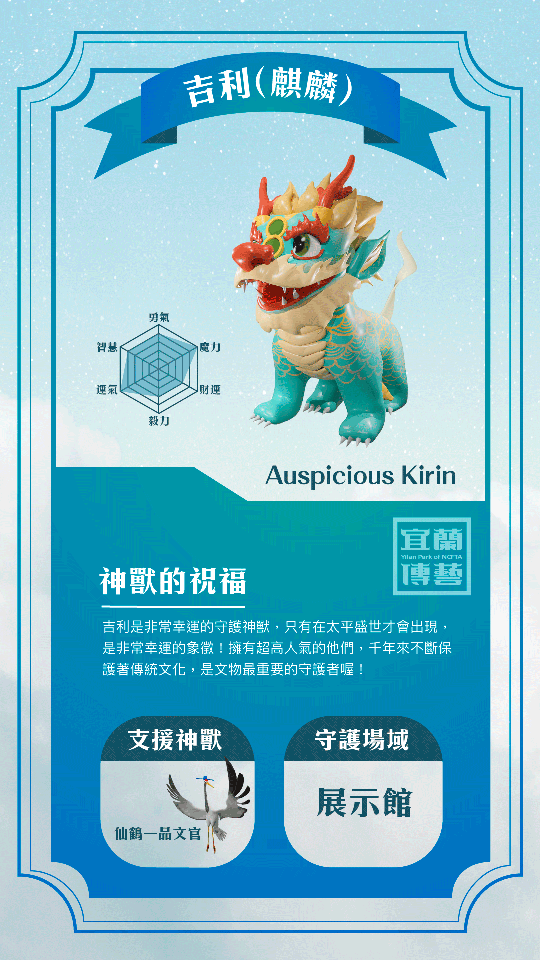 吉利(麒麟)
勇氣
智慧
魔力
運氣
財運
毅力
Auspicious Kirin
宜蘭
Yilan Park of NCFTA
傳藝
神獸的祝福
吉利是非常幸運的守護神獸，只有在太平盛世才會出現，
是非常幸運的象徵！擁有超高人氣的他們，千年來不斷保
護著傳統文化，是文物最重要的守護者喔！
支援神獸
守護場域
展示館
仙鶴一品文官